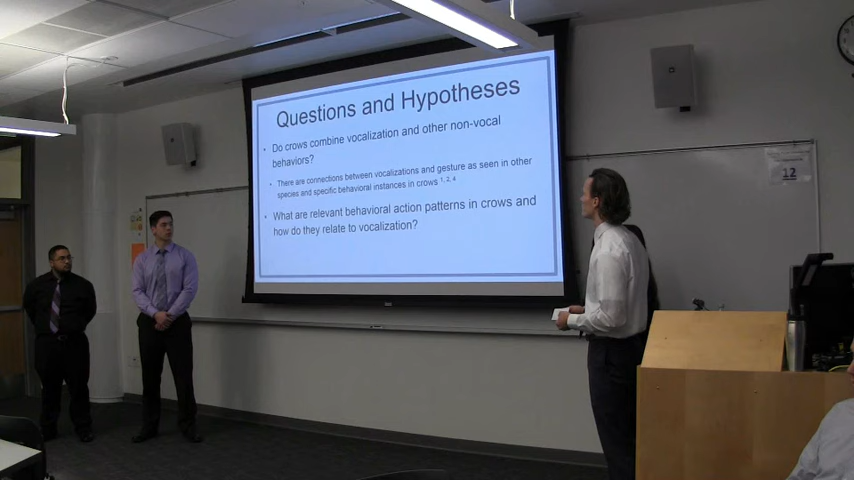 Questions and Hypotheses
• Do crows combine vocalization and other non-vocal
behaviors?
• There are connections between vocalizations and gesture as seen in other
species and specific behavioral instances in crows 1, 2, 4
• What are relevant behavioral action patterns in crows and
how do they relate to vocalization?
12